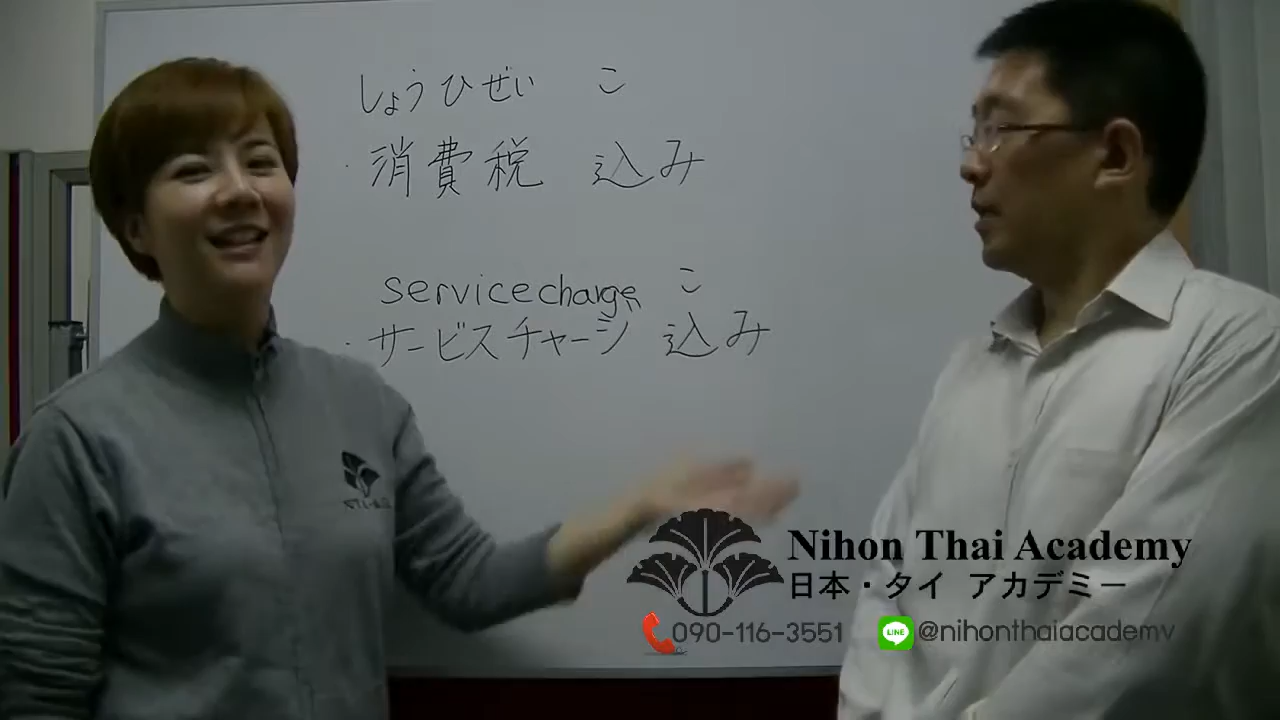 しょうひぜい こ
・消費税 込み
servicecharge こ
・サービスチャージ 込み
Nihon Thai Academy
日本・タイ アカデミー
090-116-3551
LINE @nihonthaiacademy